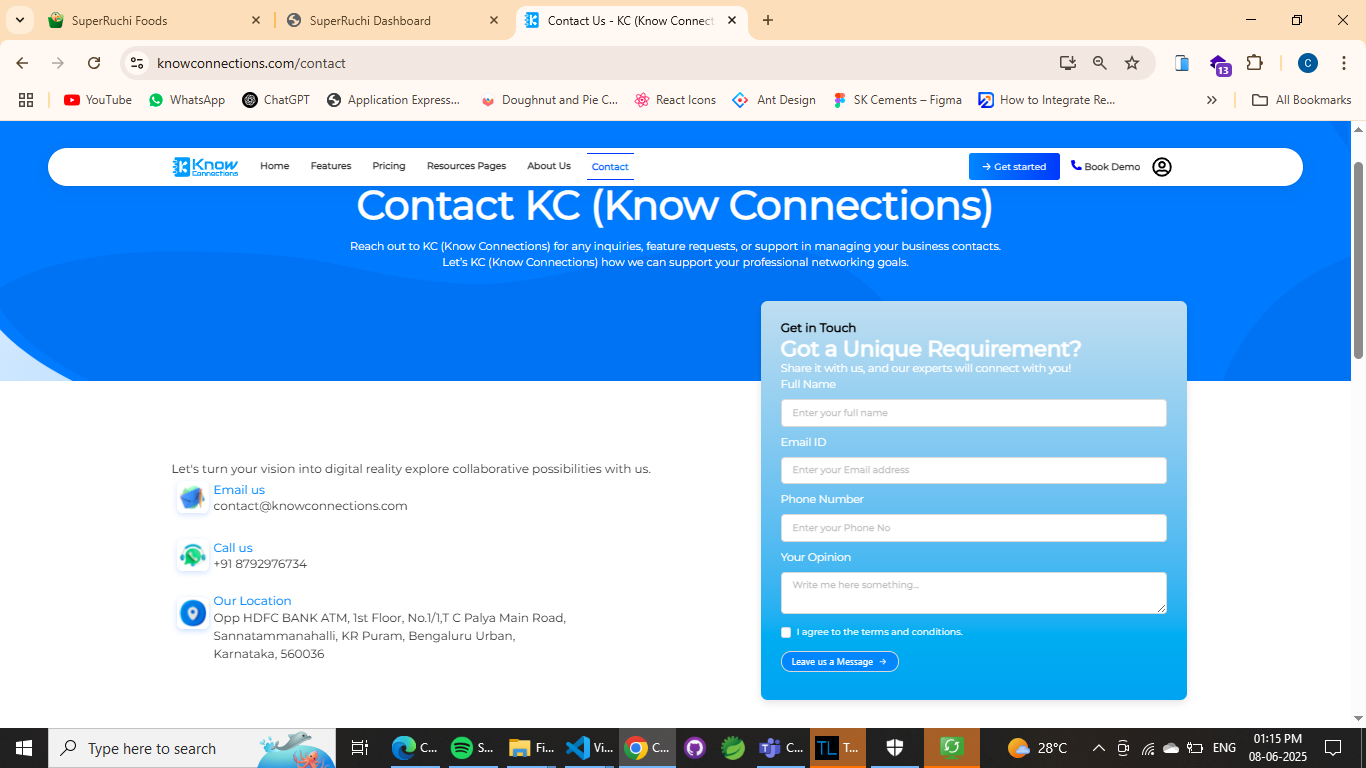 SuperRuchi Foods
SuperRuchi Dashboard
Contact Us - KC (Know Connect
knowconnections.com/contact
13
C
YouTube
WhatsApp
ChatGPT
Application Express...
Doughnut and Pie C...
React Icons
Ant Design
SK Cements – Figma
How to Integrate Re...
All Bookmarks
Know
Connections
Home
Features
Pricing
Resources Pages
About Us
Contact
Get started
Book Demo
Contact KC (Know Connections)
Reach out to KC (Know Connections) for any inquiries, feature requests, or support in managing your business contacts.
Let's KC (Know Connections) how we can support your professional networking goals.
Let's turn your vision into digital reality explore collaborative possibilities with us.
Email us
contact@knowconnections.com
Call us
+91 8792976734
Our Location
Opp HDFC BANK ATM, 1st Floor, No.1/1,T C Palya Main Road,
Sannatammanahalli, KR Puram, Bengaluru Urban,
Karnataka, 560036
Get in Touch
Got a Unique Requirement?
Share it with us, and our experts will connect with you!
Full Name
Enter your full name
Email ID
Enter your Email address
Phone Number
Enter your Phone No
Your Opinion
Write me here something...
I agree to the terms and conditions.
Leave us a Message
Type here to search
C...
S...
Fi...
Vi...
C...
C...
TL
T...
28°C
ENG
01:15 PM
08-06-2025